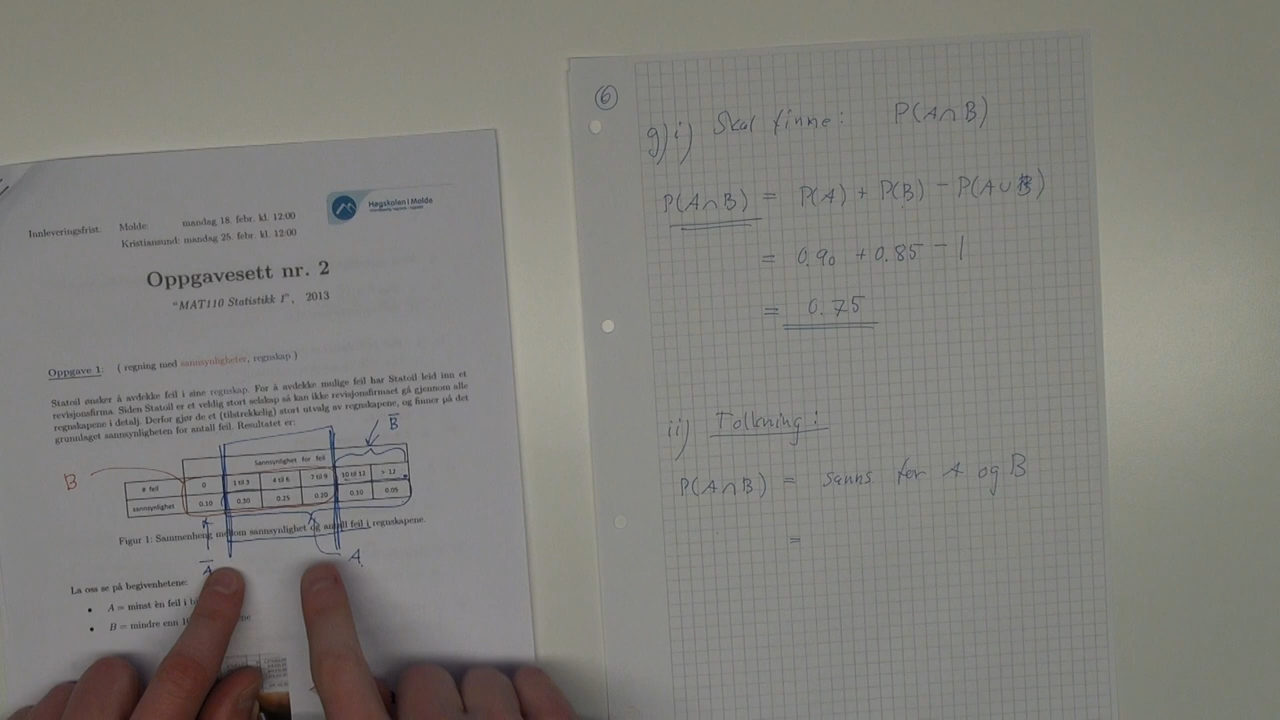 Innleveringsfrist: Molde: mandag 18. febr. kl. 12:00
Kristiansund: mandag 25. febr. kl. 12:00
Høgskolen i Molde
Oppgavesett nr. 2
“MAT110 Statistikk 1”, 2013
Oppgave 1: ( regning med sannsynligheter, regnskap )
Statoil ønsker å avdekke feil i sine regnskap. For å avdekke mulige feil har Statoil leid inn et
revisjonsfirma. Siden Statoil er et veldig stort selskap så kan ikke revisjonsfirmaet gå gjennom alle
regnskapene i detalj. Derfor gjør de et (tilstrekkelig) stort utvalg av regnskapene, og finner på det
grunnlaget sannsynligheten for antall feil. Resultatet er:
B̅
B
Sannsynlighet for feil
# feil 0 1 til 3 4 til 6 7 til 9 10 til 12 > 12
sannsynlighet 0.10 0.30 0.25 0.20 0.10 0.05
Figur 1: Sammenheng mellom sannsynlighet og antall feil i regnskapene.
A̅
A
La oss se på begivenhetene:
• A = minst èn feil i
• B = mindre enn
6
g) i) Skal finne: P(A∩B)
P(A∩B) = P(A) + P(B) − P(A∪B)
= 0.90 + 0.85 − 1
= 0.75
ii) Tolkning:
P(A∩B) = sanns for A og B
=